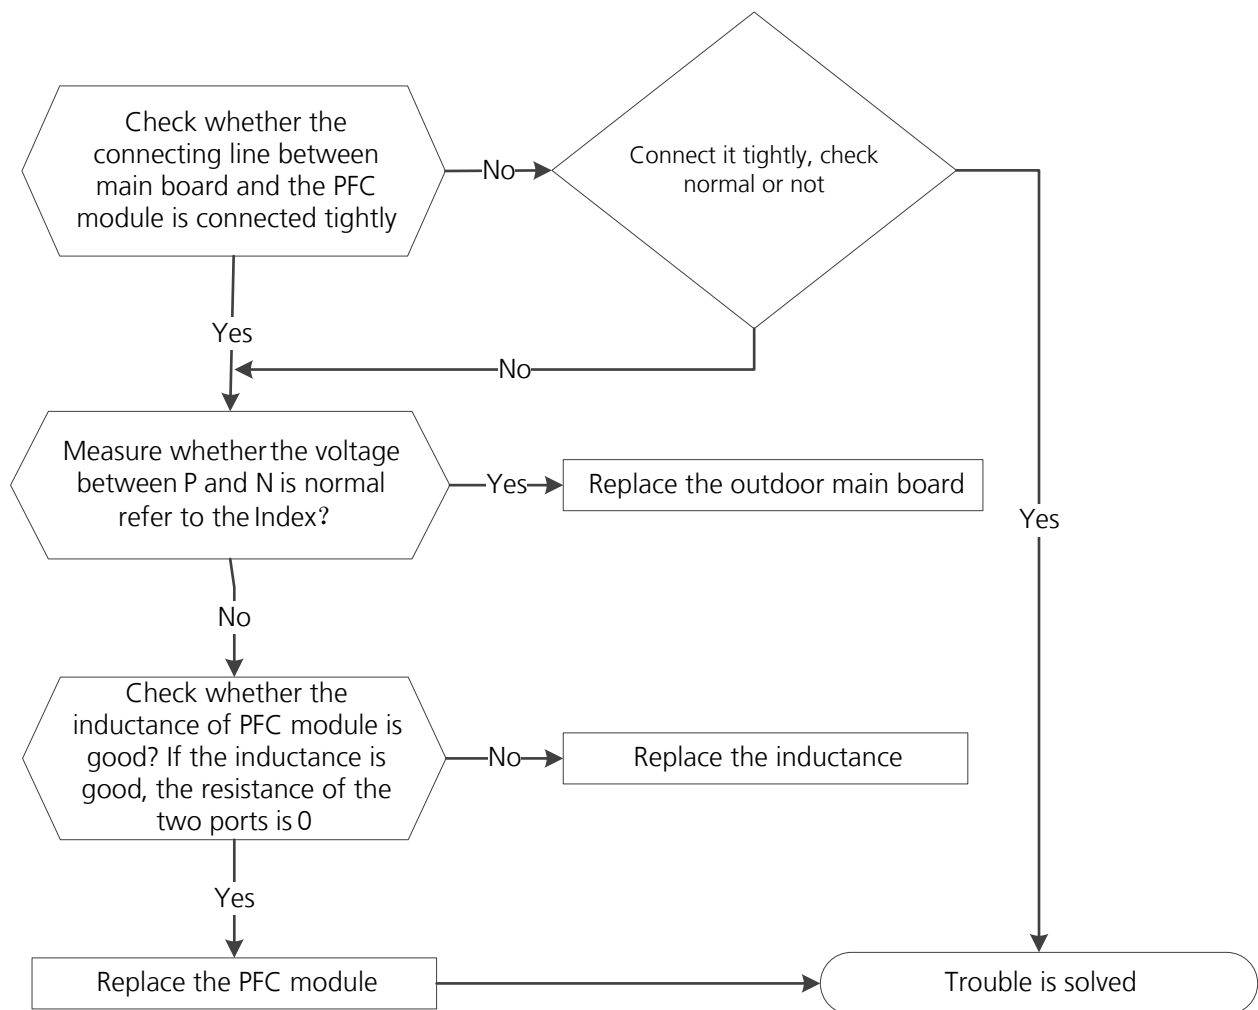 Check whether the
connecting line between
main board and the PFC
module is connected tightly
No
Connect it tightly, check
normal or not
Yes
No
Measure whether the voltage
between P and N is normal
refer to the Index?
Yes
Replace the outdoor main board
Yes
No
Check whether the
inductance of PFC module is
good? If the inductance is
good, the resistance of the
two ports is 0
No
Replace the inductance
Yes
Replace the PFC module
Trouble is solved